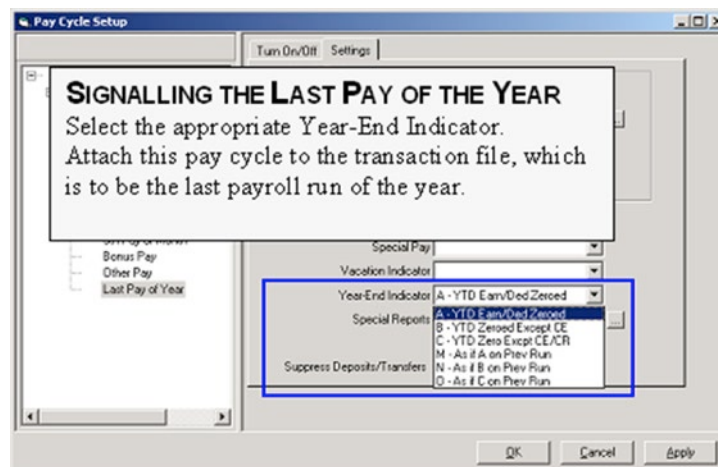 Pay Cycle Setup
Turn On/Off Settings
SIGNALLING THE LAST PAY OF THE YEAR
Select the appropriate Year-End Indicator.
Attach this pay cycle to the transaction file, which
is to be the last payroll run of the year.
Special Pay
Bonus Pay
Other Pay
Last Pay of Year
Vacation Indicator
Year-End Indicator A - YTD Earn/Ded Zeroed
Special Reports
A - YTD Earn/Ded Zeroed
B - YTD Zeroed Except CE
C - YTD Zero Excpt CE/CR
M - As if A on Prev Run
N - As if B on Prev Run
O - As if C on Prev Run
Suppress Deposits/Transfers
OK Cancel Apply